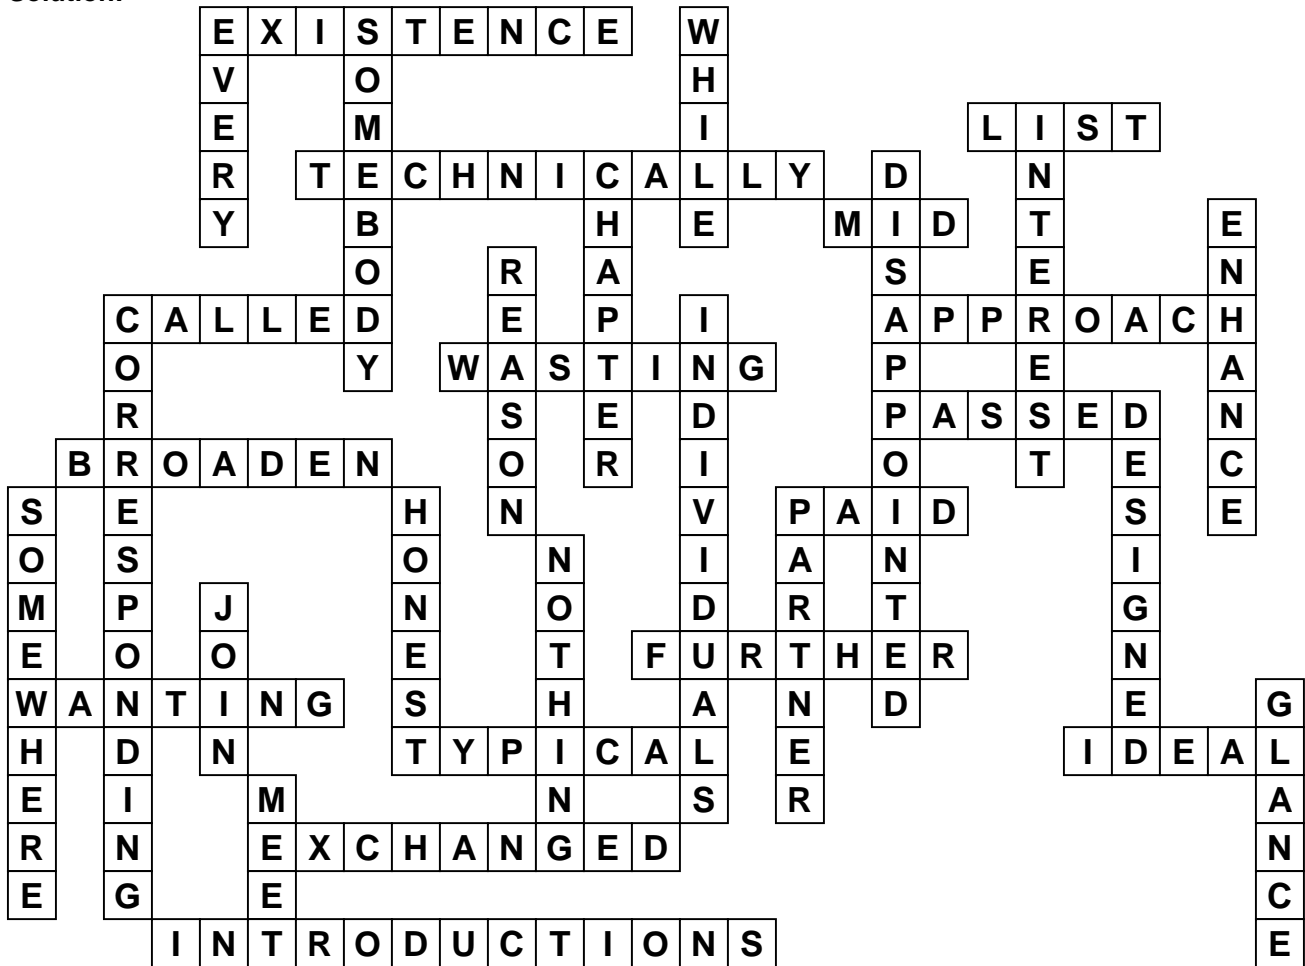 Solution:
EXISTENCE W
V O H
E M I LIST
R TECHNICALLY D N
Y B H E MID T E
O R A S E N
CALLED E P I APPROACH
O Y WASTING P E A
R S E D PASSED N
BROADEN O R I O T E C
S E H N V PAID S E
O S O N I A N I
M P J N O D R T G
E O O E T FURTHER N
WANTING S H A N D E G
H D N TYPICAL E IDEAL
E I M N S R A
R N EXCHANGED N
E G E C
INTRODUCTIONS E